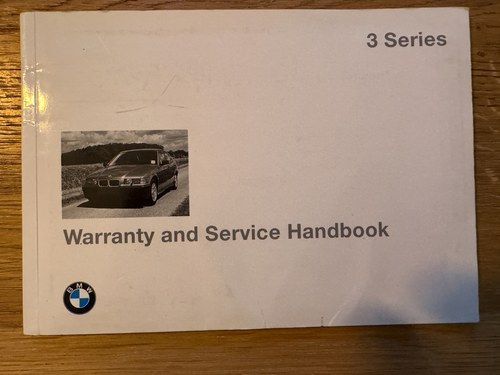 3 Series
Warranty and Service Handbook
BMW